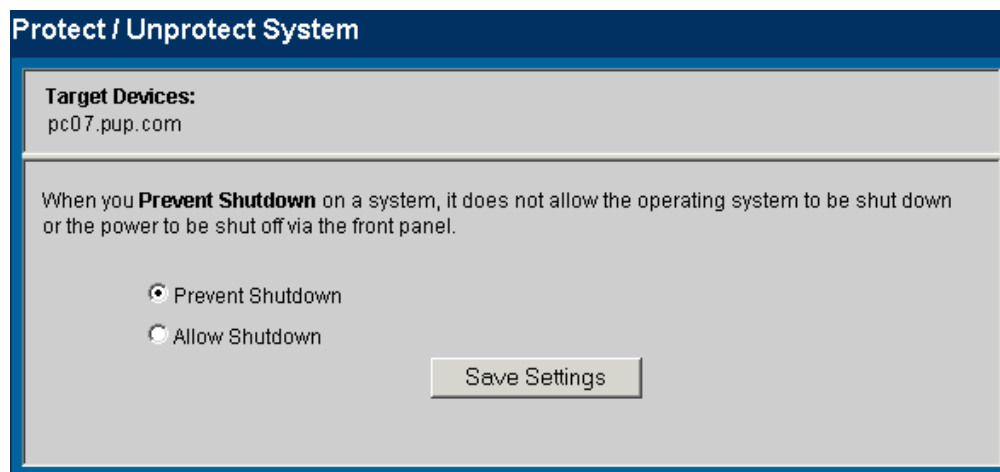 Protect / Unprotect System
Target Devices:
pc07.pup.com
When you Prevent Shutdown on a system, it does not allow the operating system to be shut down
or the power to be shut off via the front panel.
Prevent Shutdown
Allow Shutdown
Save Settings